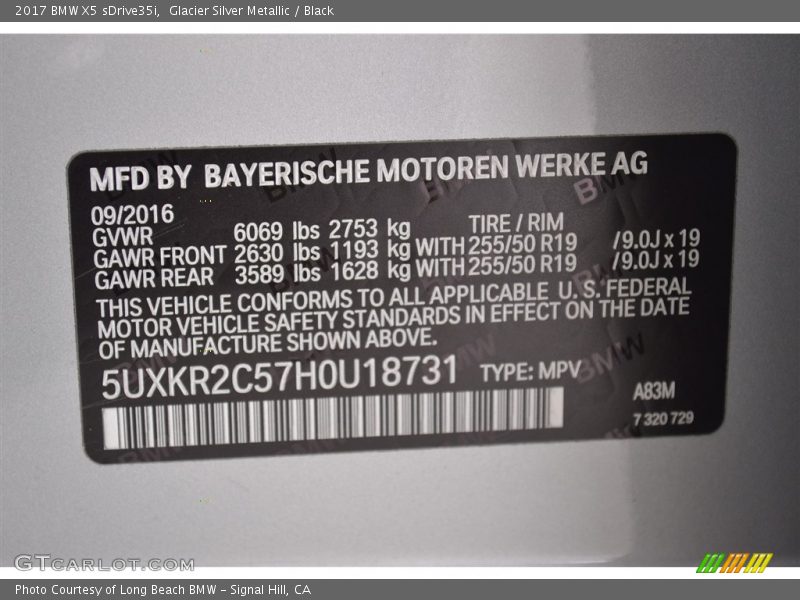 2017 BMW X5 sDrive35i, Glacier Silver Metallic / Black
MFD BY BAYERISCHE MOTOREN WERKE AG
09/2016
GVWR 6069 lbs 2753 kg TIRE / RIM
GAWR FRONT 2630 lbs 1193 kg WITH 255/50 R19 /9.0J x 19
GAWR REAR 3589 lbs 1628 kg WITH 255/50 R19 /9.0J x 19
THIS VEHICLE CONFORMS TO ALL APPLICABLE U.S. FEDERAL
MOTOR VEHICLE SAFETY STANDARDS IN EFFECT ON THE DATE
OF MANUFACTURE SHOWN ABOVE.
5UXKR2C57H0U18731 TYPE: MPV
A83M
7 320 729
GTCARLOT.COM
Photo Courtesy of Long Beach BMW – Signal Hill, CA